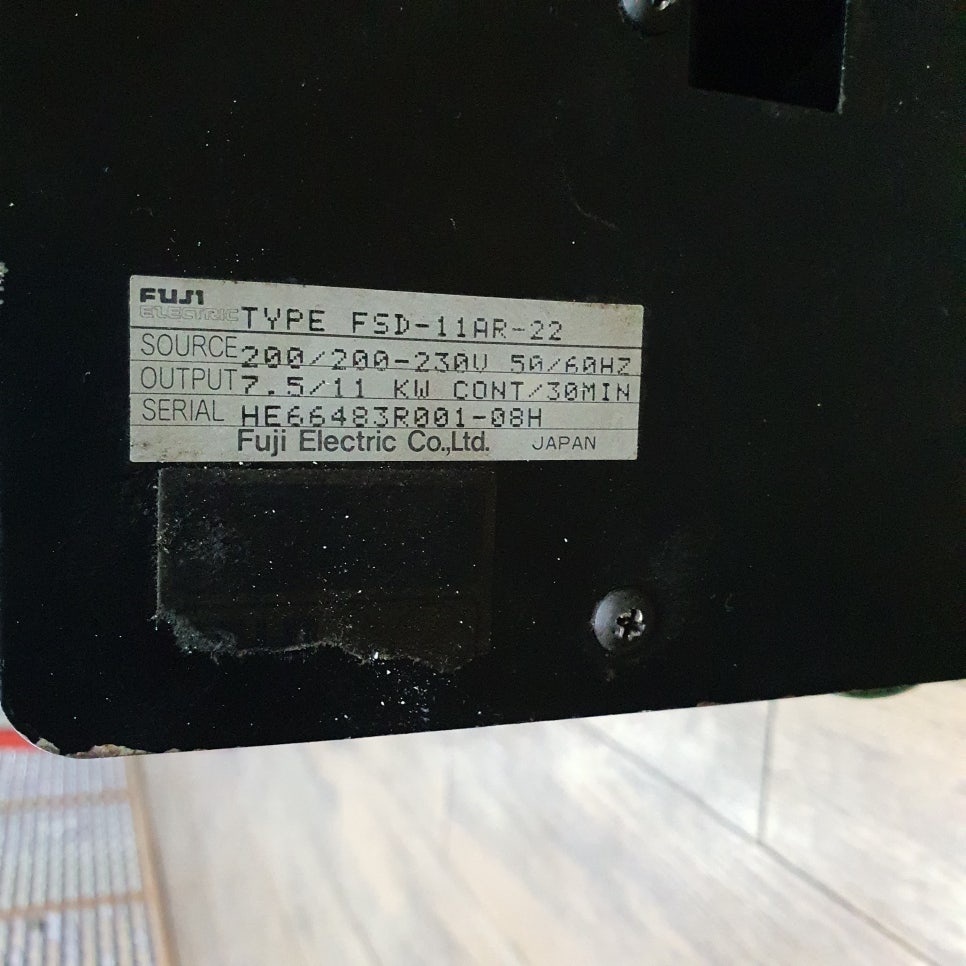 FUJI
ELECTRIC TYPE FSD-11AR-22
SOURCE 200/200-230V 50/60HZ
OUTPUT 7.5/11 KW CONT/30MIN
SERIAL HE66483R001-08H
Fuji Electric Co.,Ltd. JAPAN